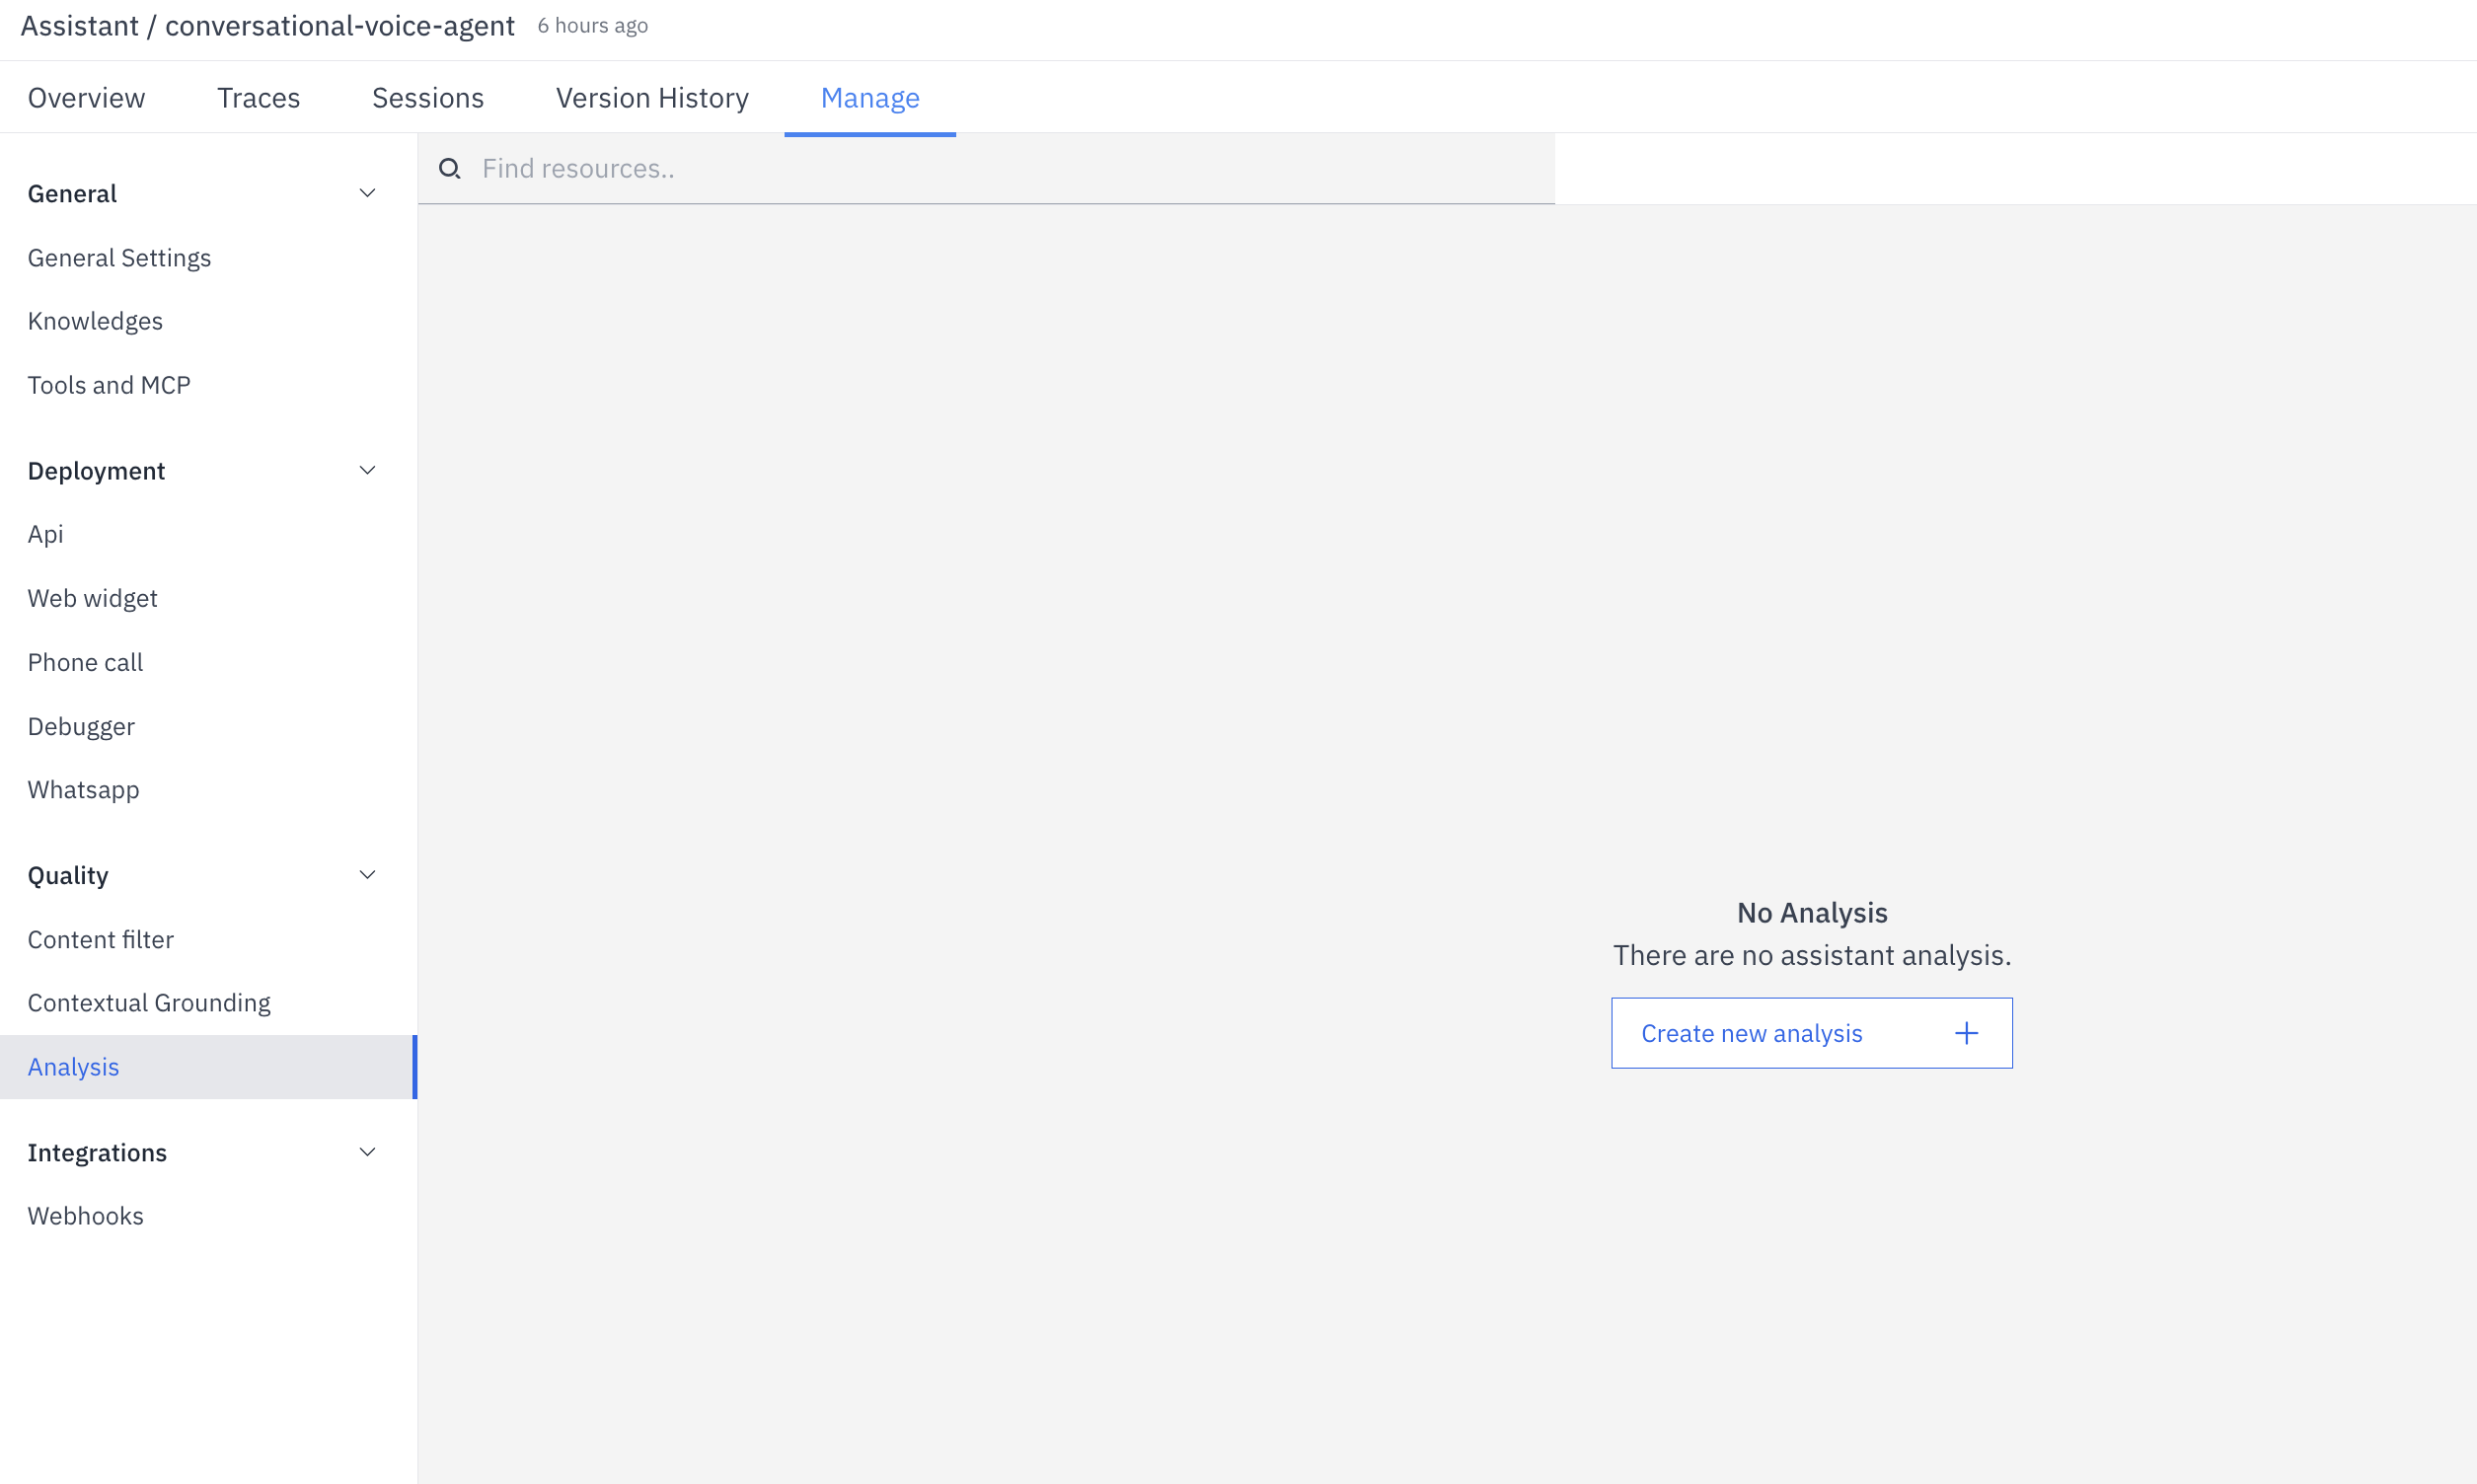 Assistant / conversational-voice-agent 6 hours ago
Overview Traces Sessions Version History Manage
Find resources..
General
General Settings
Knowledges
Tools and MCP
Deployment
Api
Web widget
Phone call
Debugger
Whatsapp
Quality
Content filter
Contextual Grounding
Analysis
Integrations
Webhooks
No Analysis
There are no assistant analysis.
Create new analysis